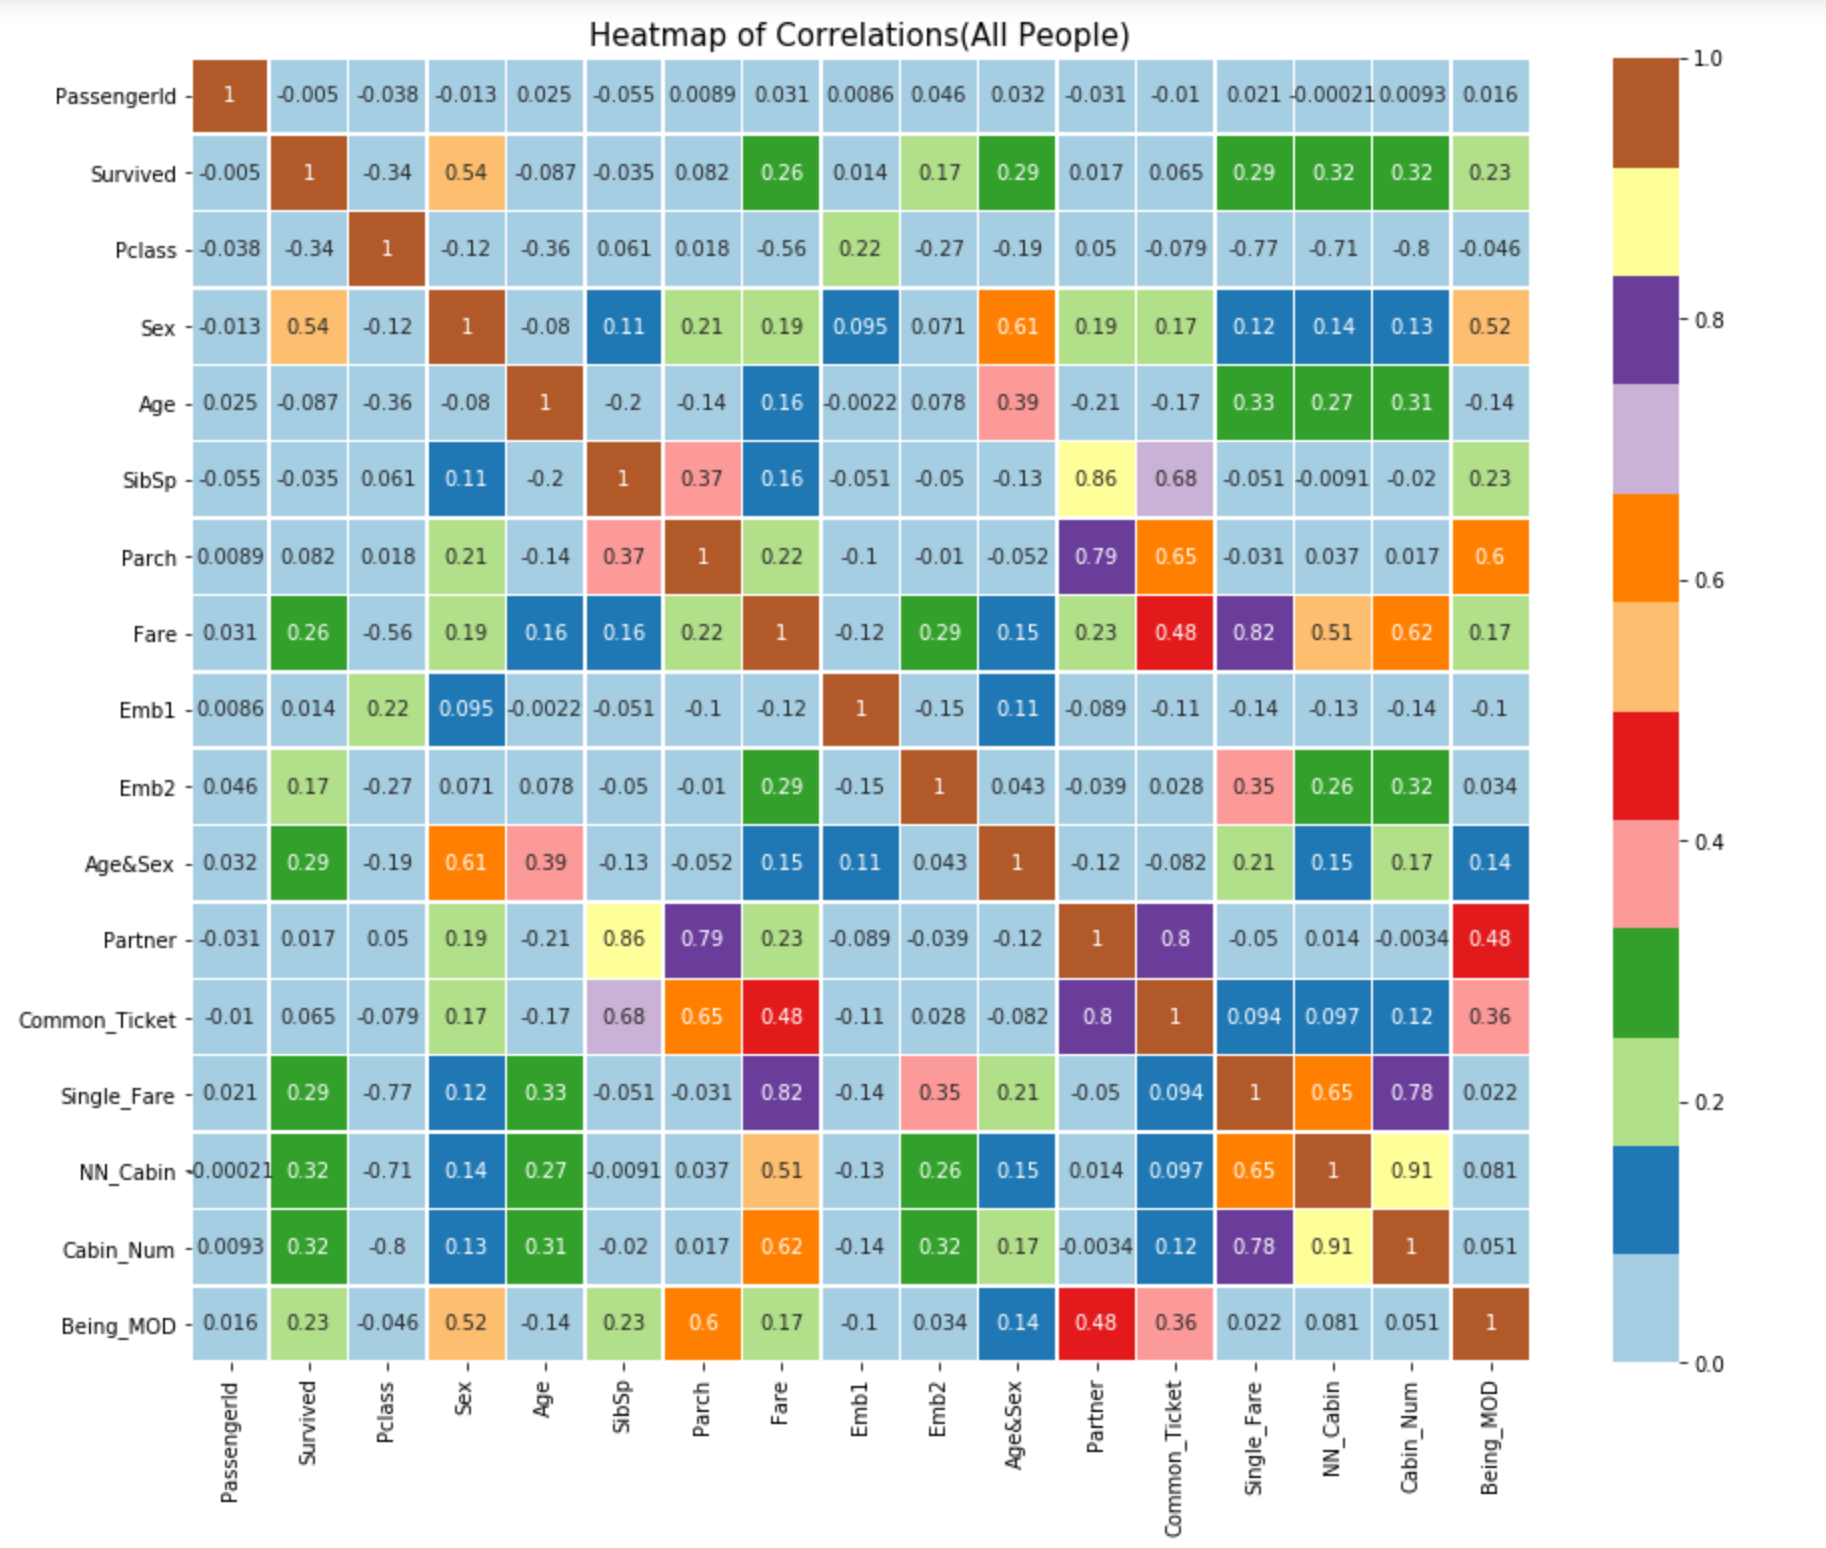 Heatmap of Correlations(All People)
PassengerId 1 -0.005 -0.038 -0.013 0.025 -0.055 0.0089 0.031 0.0086 0.046 0.032 -0.031 -0.01 0.021 -0.00021 0.0093 0.016
Survived -0.005 1 -0.34 0.54 -0.087 -0.035 0.082 0.26 0.014 0.17 0.29 0.017 0.065 0.29 0.32 0.32 0.23
Pclass -0.038 -0.34 1 -0.12 -0.36 0.061 0.018 -0.56 0.22 -0.27 -0.19 0.05 -0.079 -0.77 -0.71 -0.8 -0.046
Sex -0.013 0.54 -0.12 1 -0.08 0.11 0.21 0.19 0.095 0.071 0.61 0.19 0.17 0.12 0.14 0.13 0.52
Age 0.025 -0.087 -0.36 -0.08 1 -0.2 -0.14 0.16 -0.0022 0.078 0.39 -0.21 -0.17 0.33 0.27 0.31 -0.14
SibSp -0.055 -0.035 0.061 0.11 -0.2 1 0.37 0.16 -0.051 -0.05 -0.13 0.86 0.68 -0.051 -0.0091 -0.02 0.23
Parch 0.0089 0.082 0.018 0.21 -0.14 0.37 1 0.22 -0.1 -0.01 -0.052 0.79 0.65 -0.031 0.037 0.017 0.6
Fare 0.031 0.26 -0.56 0.19 0.16 0.16 0.22 1 -0.12 0.29 0.15 0.23 0.48 0.82 0.51 0.62 0.17
Emb1 0.0086 0.014 0.22 0.095 -0.0022 -0.051 -0.1 -0.12 1 -0.15 0.11 -0.089 -0.11 -0.14 -0.13 -0.14 -0.1
Emb2 0.046 0.17 -0.27 0.071 0.078 -0.05 -0.01 0.29 -0.15 1 0.043 -0.039 0.028 0.35 0.26 0.32 0.034
Age&Sex 0.032 0.29 -0.19 0.61 0.39 -0.13 -0.052 0.15 0.11 0.043 1 -0.12 -0.082 0.21 0.15 0.17 0.14
Partner -0.031 0.017 0.05 0.19 -0.21 0.86 0.79 0.23 -0.089 -0.039 -0.12 1 0.8 -0.05 0.014 -0.0034 0.48
Common_Ticket -0.01 0.065 -0.079 0.17 -0.17 0.68 0.65 0.48 -0.11 0.028 -0.082 0.8 1 0.094 0.097 0.12 0.36
Single_Fare 0.021 0.29 -0.77 0.12 0.33 -0.051 -0.031 0.82 -0.14 0.35 0.21 -0.05 0.094 1 0.65 0.78 0.022
NN_Cabin -0.00021 0.32 -0.71 0.14 0.27 -0.0091 0.037 0.51 -0.13 0.26 0.15 0.014 0.097 0.65 1 0.91 0.081
Cabin_Num 0.0093 0.32 -0.8 0.13 0.31 -0.02 0.017 0.62 -0.14 0.32 0.17 -0.0034 0.12 0.78 0.91 1 0.051
Being_MOD 0.016 0.23 -0.046 0.52 -0.14 0.23 0.6 0.17 -0.1 0.034 0.14 0.48 0.36 0.022 0.081 0.051 1
PassengerId Survived Pclass Sex Age SibSp Parch Fare Emb1 Emb2 Age&Sex Partner Common_Ticket Single_Fare NN_Cabin Cabin_Num Being_MOD
1.0
0.8
0.6
0.4
0.2
0.0